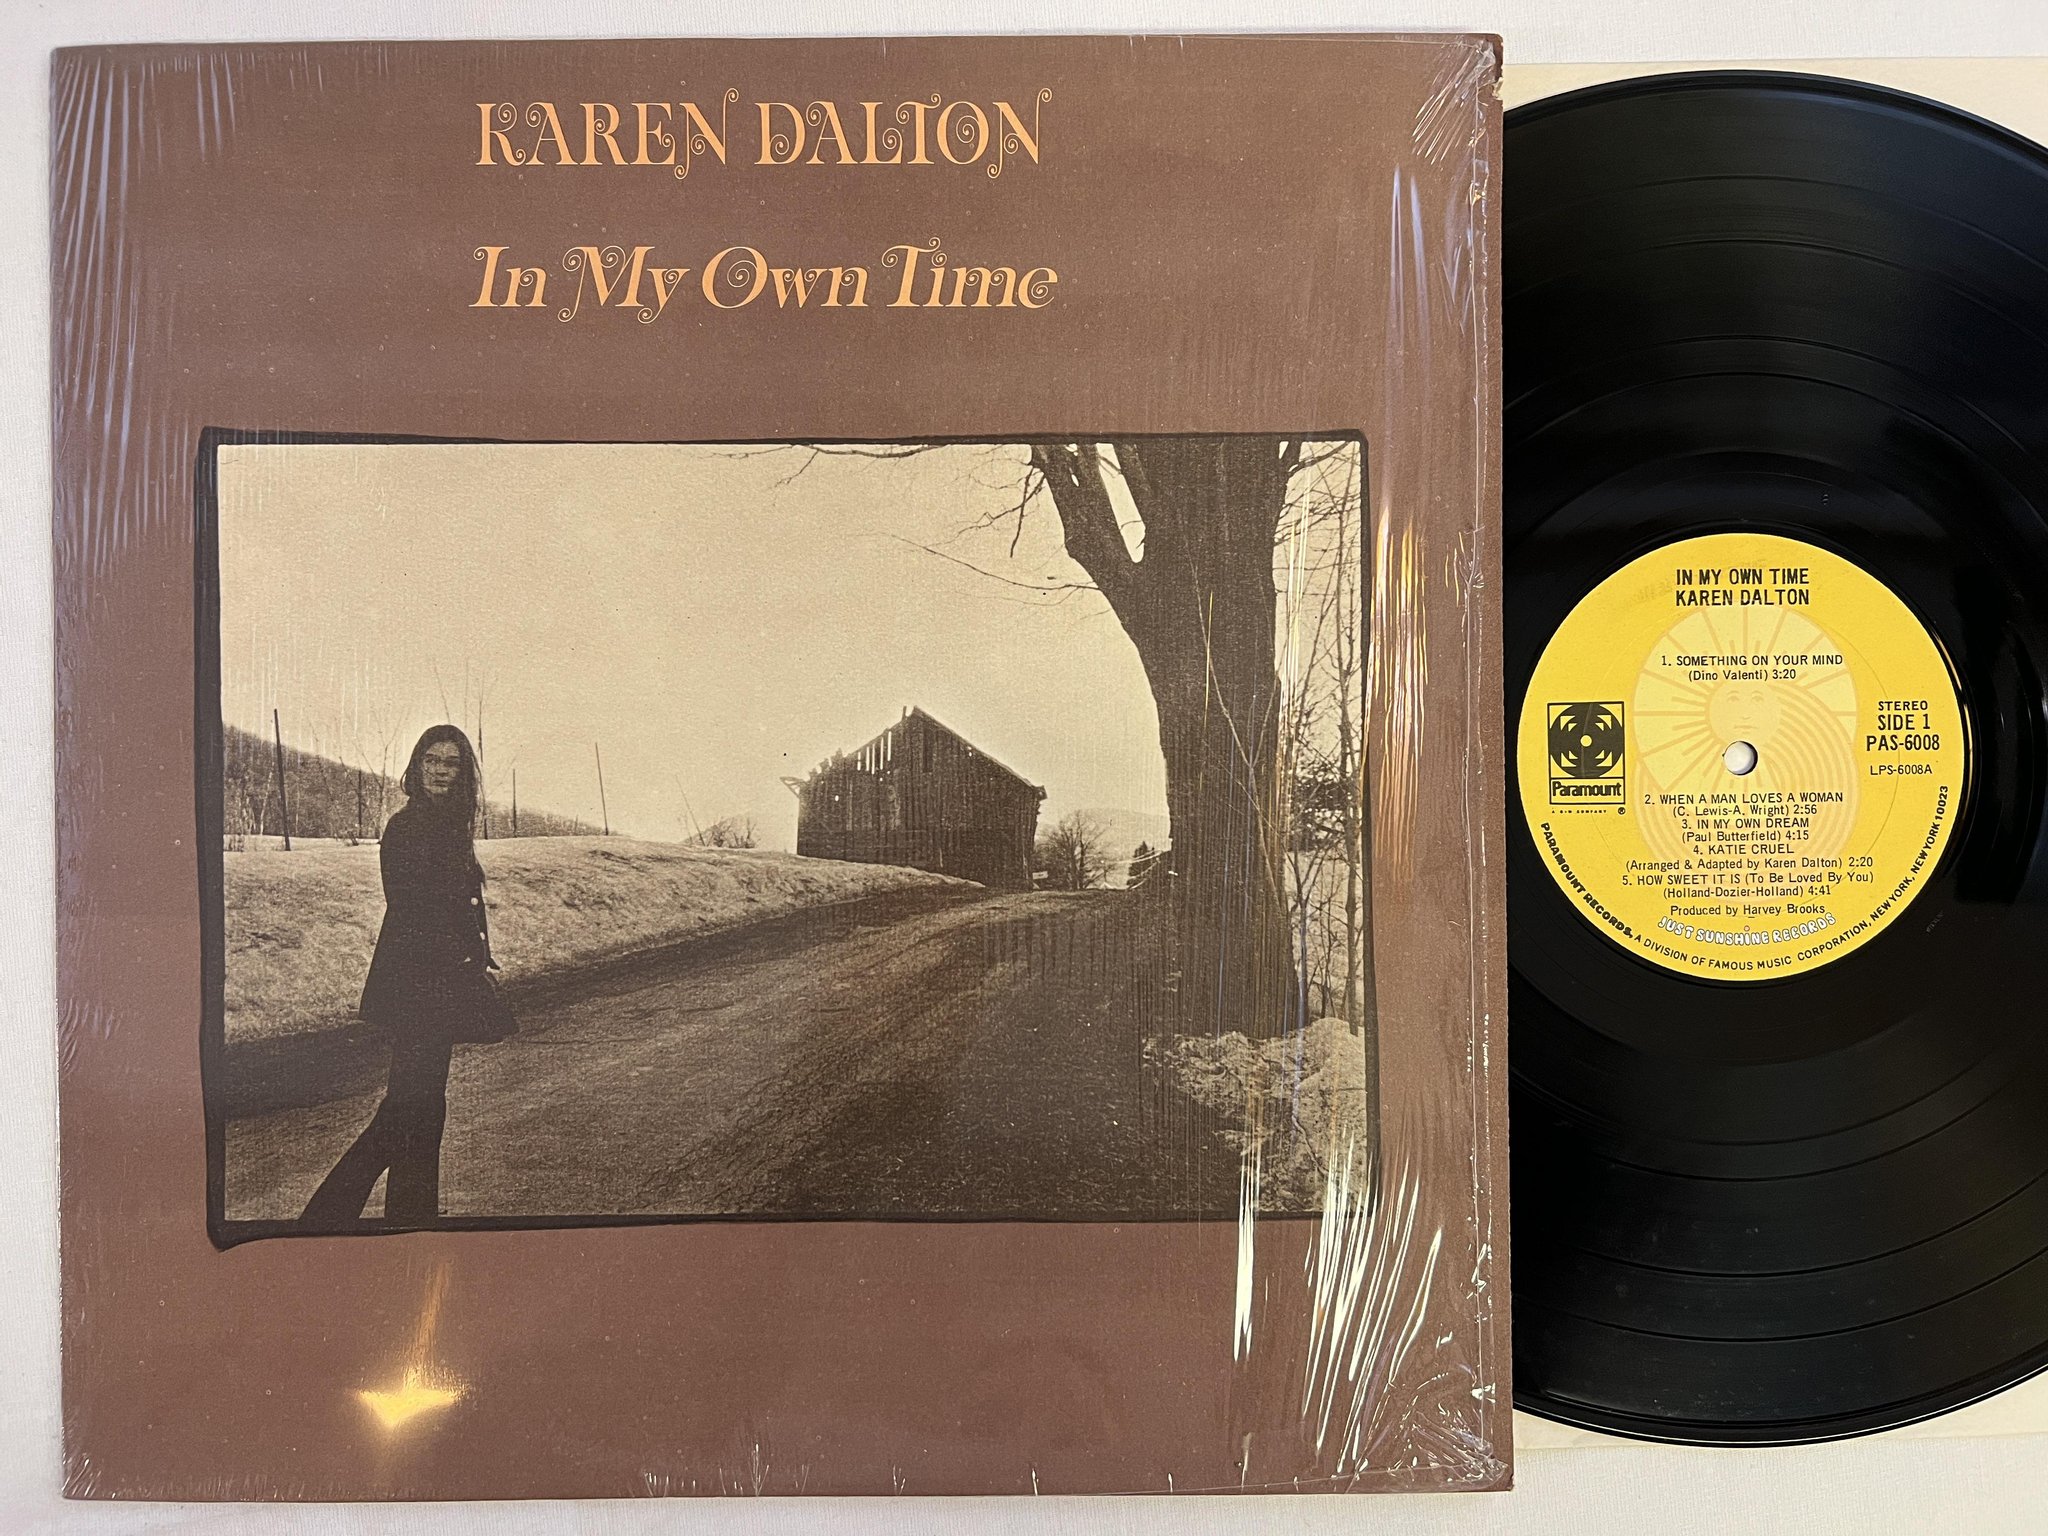 KAREN DALTON
In My Own Time
IN MY OWN TIME
KAREN DALTON
1. SOMETHING ON YOUR MIND
(Dino Valenti) 3:20
STEREO
SIDE 1
PAS-6008
LPS-6008A
Paramount
A G+W COMPANY ®
2. WHEN A MAN LOVES A WOMAN
(C. Lewis-A. Wright) 2:56
3. IN MY OWN DREAM
(Paul Butterfield) 4:15
4. KATIE CRUEL
(Arranged & Adapted by Karen Dalton) 2:20
5. HOW SWEET IT IS (To Be Loved By You)
(Holland-Dozier-Holland) 4:41
Produced by Harvey Brooks
JUST SUNSHINE RECORDS
PARAMOUNT RECORDS, A DIVISION OF FAMOUS MUSIC CORPORATION, NEW YORK, NEW YORK 10023